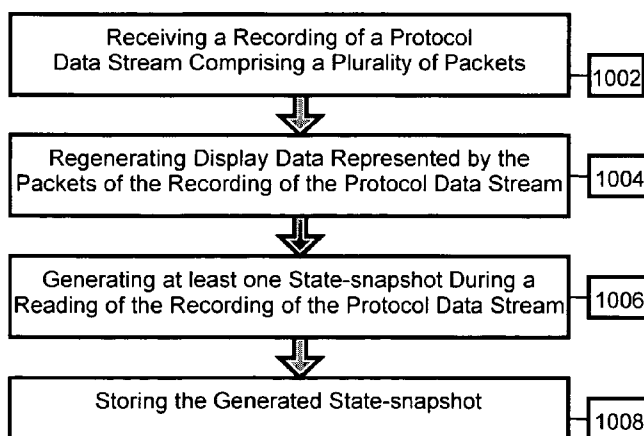 Receiving a Recording of a Protocol
Data Stream Comprising a Plurality of Packets
1002
Regenerating Display Data Represented by the
Packets of the Recording of the Protocol Data Stream
1004
Generating at least one State-snapshot During a
Reading of the Recording of the Protocol Data Stream
1006
Storing the Generated State-snapshot
1008